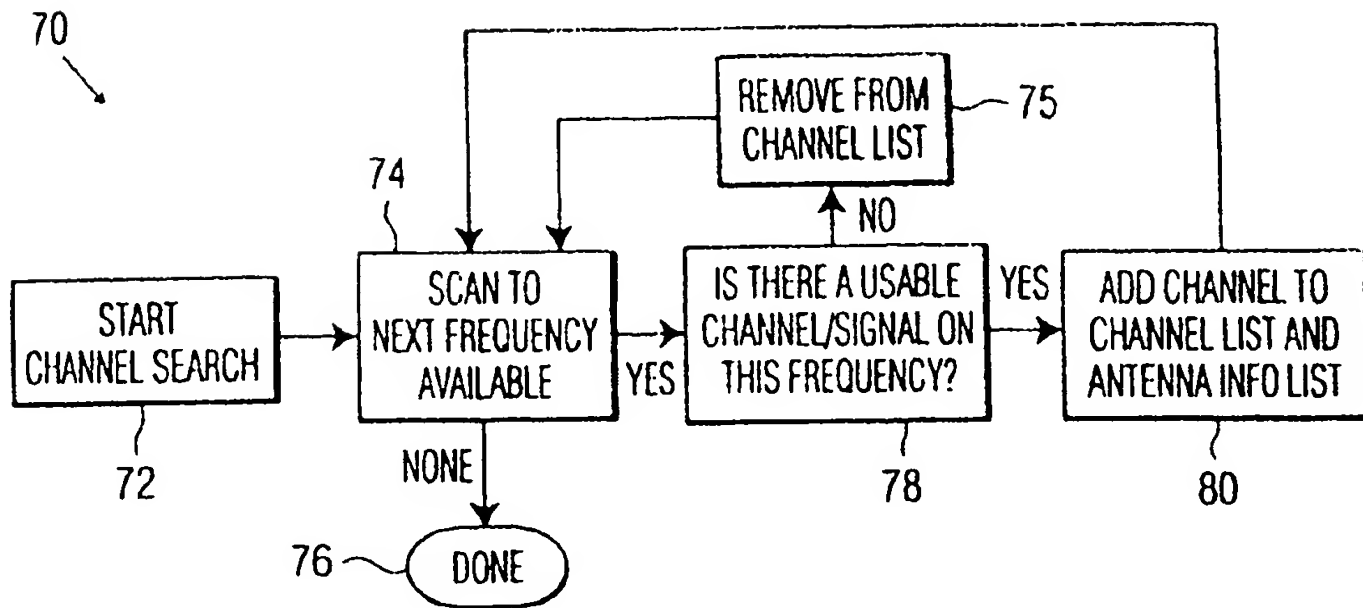 70
REMOVE FROM
CHANNEL LIST
75
74
NO
START
CHANNEL SEARCH
72
SCAN TO
NEXT FREQUENCY
AVAILABLE
YES
IS THERE A USABLE
CHANNEL/SIGNAL ON
THIS FREQUENCY?
78
YES
ADD CHANNEL TO
CHANNEL LIST AND
ANTENNA INFO LIST
80
NONE
76
DONE